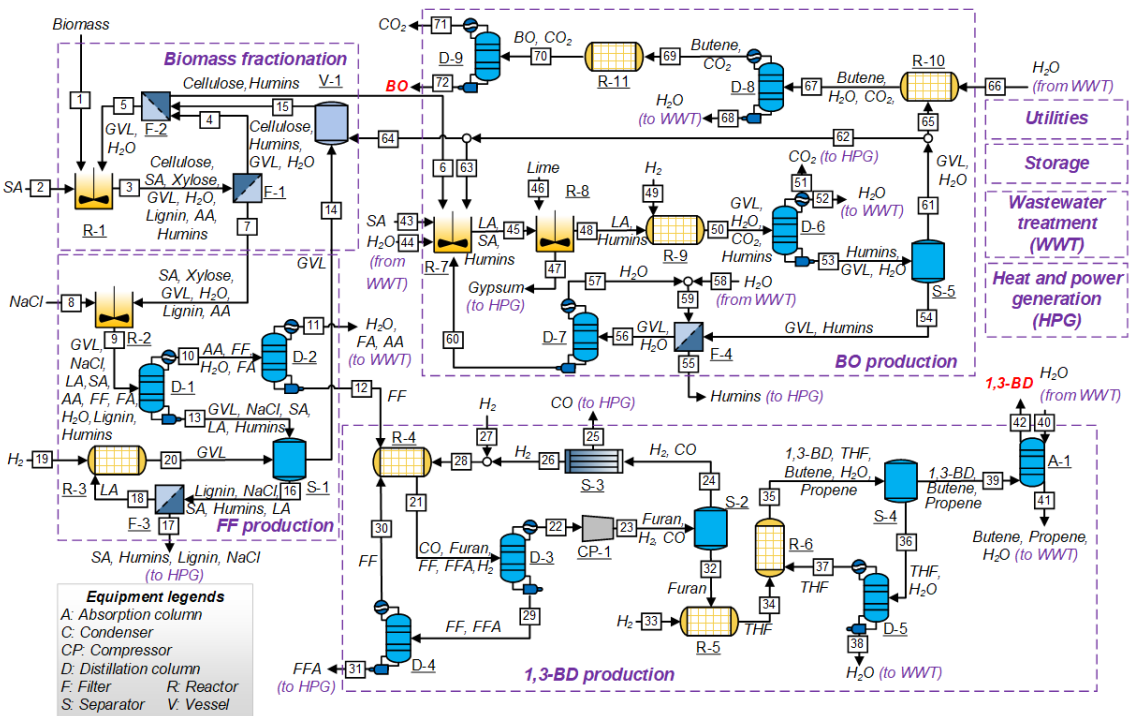 Biomass
Biomass fractionation
1
5
F-2
Cellulose,Humins
4
15
V-1
GVL,
H2O
Cellulose,
Humins,
GVL, H2O
SA
2
R-1
3
Cellulose,
SA, Xylose,
GVL, H2O,
Lignin, AA,
Humins
F-1
7
14
GVL
64
CO2
71
D-9
BO
72
BO, CO2
70
R-11
69
Butene,
CO2
D-8
H2O
(to WWT)
68
67
Butene,
H2O, CO2,
R-10
66
H2O
(from WWT)
65
62
63
6
GVL,
H2O
61
Utilities
Storage
Wastewater
treatment
(WWT)
Heat and power
generation
(HPG)
SA
43
H2O
44
(from
WWT)
R-7
LA,
SA,
Humins
45
Lime
46
R-8
47
Gypsum
(to HPG)
48
LA,
Humins
H2
49
R-9
50
GVL,
H2O,
CO2,
Humins
CO2 (to HPG)
51
52
H2O
(to WWT)
D-6
53
Humins,
GVL, H2O
S-5
54
GVL, Humins
57
H2O
58
H2O
(from WWT)
59
D-7
56
GVL,
H2O
F-4
60
55
Humins (to HPG)
BO production
NaCl
8
R-2
SA, Xylose,
GVL, H2O,
Lignin, AA
9
GVL,
NaCl,
LA,SA,
AA, FF, FA,
H2O,Lignin,
Humins
D-1
10
AA, FF,
H2O, FA
D-2
11
H2O,
FA, AA
(to WWT)
12
FF
13
GVL, NaCl, SA,
LA, Humins
H2
19
R-3
20
GVL
S-1
LA
18
F-3
16
Lignin, NaCl,
SA, Humins, LA
17
FF production
SA, Humins, Lignin, NaCl
(to HPG)
R-4
H2
27
28
H2
26
CO (to HPG)
25
S-3
H2, CO
24
S-2
21
CO, Furan,
FF, FFA,H2
D-3
22
CP-1
23
Furan,
H2, CO
30
FF
29
FF, FFA
D-4
FFA
31
(to HPG)
32
Furan
H2
33
R-5
34
THF
R-6
35
1,3-BD, THF,
Butene, H2O,
Propene
S-4
1,3-BD,
Butene,
Propene
39
1,3-BD
42
H2O
(from WWT)
40
A-1
41
Butene, Propene,
H2O (to WWT)
36
THF,
H2O
37
THF
D-5
38
H2O (to WWT)
1,3-BD production
Equipment legends
A: Absorption column
C: Condenser
CP: Compressor
D: Distillation column
F: Filter R: Reactor
S: Separator V: Vessel